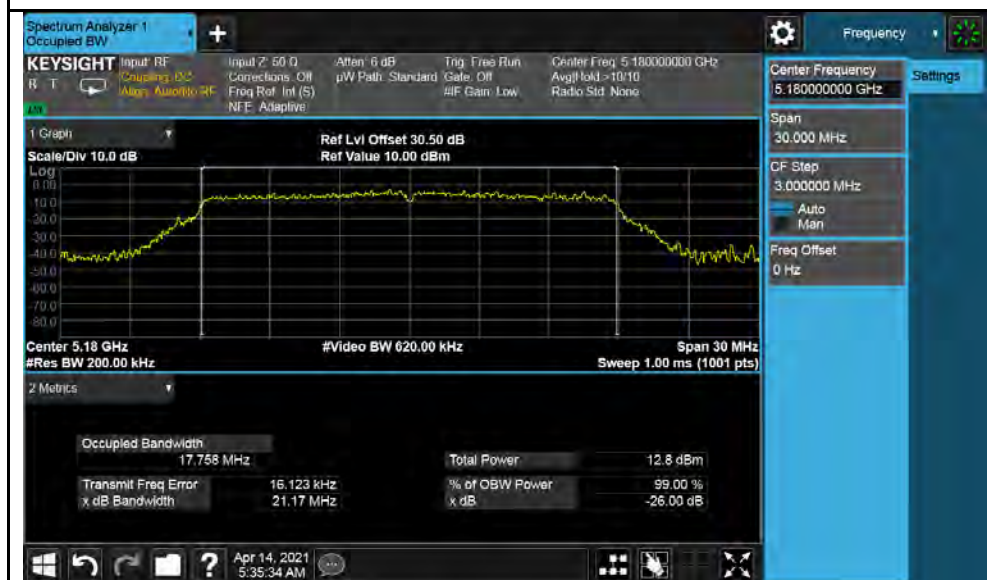 Spectrum Analyzer 1
Occupied BW
+
Frequency
KEYSIGHT
R T
Input: RF
Coupling: DC
Align: Auto/No RF
Input Z: 50 Ω
Corrections: Off
Freq Ref: Int (S)
NFE: Adaptive
Atten: 6 dB
µW Path: Standard
Trig: Free Run
Gate: Off
#IF Gain: Low
Center Freq: 5.180000000 GHz
Avg|Hold:>10/10
Radio Std: None
Center Frequency
5.180000000 GHz
Settings
Span
30.000 MHz
CF Step
3.000000 MHz
Auto
Man
Freq Offset
0 Hz
1 Graph
Scale/Div 10.0 dB
Ref Lvl Offset 30.50 dB
Ref Value 10.00 dBm
Log
0.00
-10.0
-20.0
-30.0
-40.0
-50.0
-60.0
-70.0
-80.0
Center 5.18 GHz
#Video BW 620.00 kHz
Span 30 MHz
#Res BW 200.00 kHz
Sweep 1.00 ms (1001 pts)
2 Metrics
Occupied Bandwidth
17.758 MHz
Total Power 12.8 dBm
Transmit Freq Error 16.123 kHz
% of OBW Power 99.00 %
x dB Bandwidth 21.17 MHz
x dB -26.00 dB
?
Apr 14, 2021
5:35:34 AM